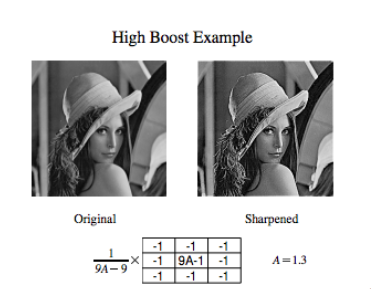 High Boost Example
Original Sharpened
1 -1 -1 -1
9A-9 × -1 9A-1 -1 A=1.3
-1 -1 -1